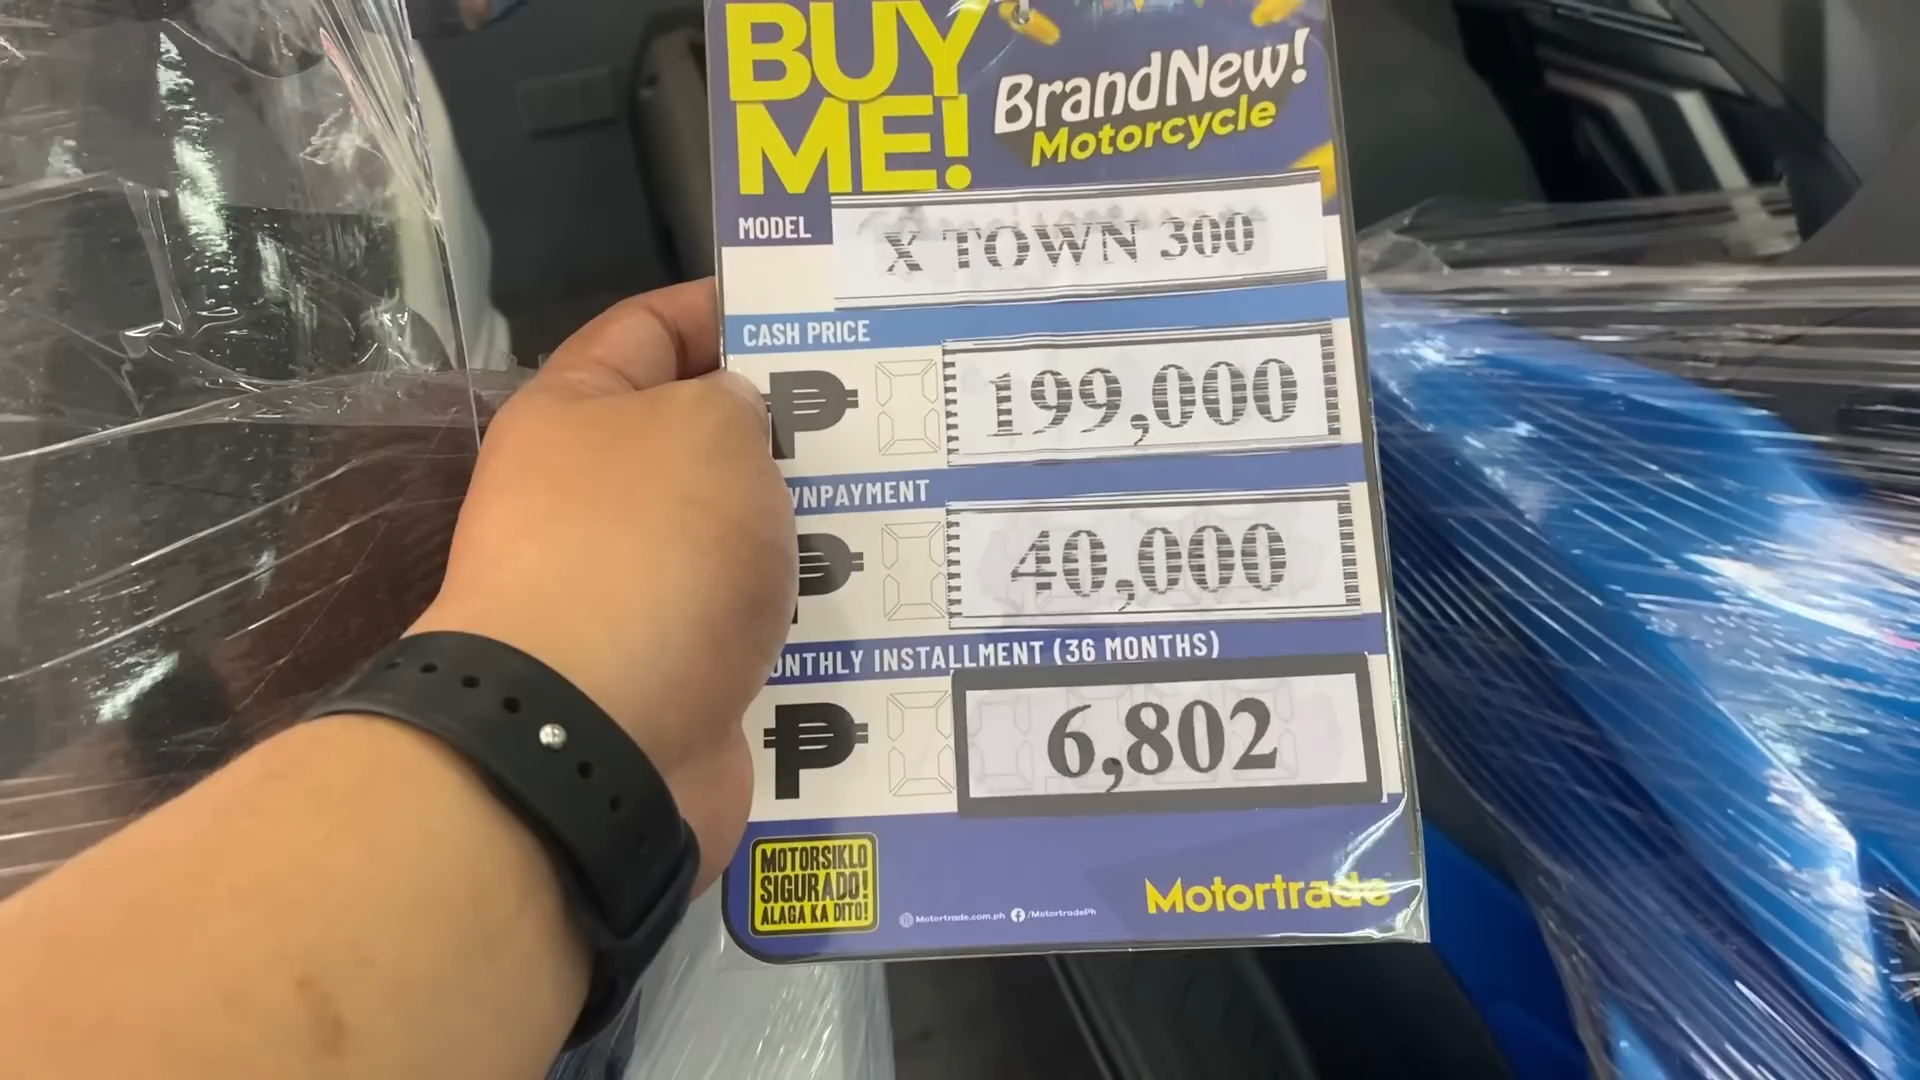 BUY
ME!
BrandNew!
Motorcycle
MODEL
X TOWN 300
CASH PRICE
₱ 199,000
WNPAYMENT
₱ 40,000
ONTHLY INSTALLMENT (36 MONTHS)
₱ 6,802
MOTORSIKLO
SIGURADO!
ALAGA KA DITO!
Motortrade.com.ph /MotortradePh
Motortrade